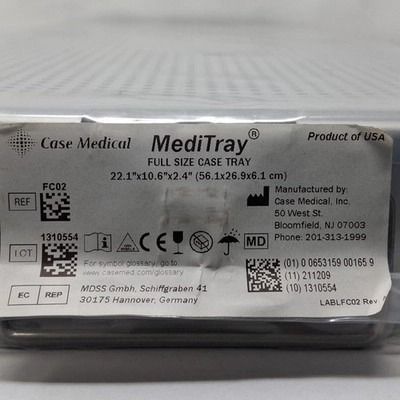 Case Medical
MediTray®
Product of USA
FULL SIZE CASE TRAY
22.1"x10.6"x2.4" (56.1x26.9x6.1 cm)
REF
FC02
Manufactured by:
Case Medical, Inc.
50 West St.
Bloomfield, NJ 07003
Phone: 201-313-1999
LOT
1310554
CE
MD
For symbol glossary, go to:
www.casemed.com/glossary
(01) 0 0653159 00165 9
(11) 211209
(10) 1310554
EC REP
MDSS Gmbh, Schiffgraben 41
30175 Hannover, Germany
LABLFC02 Rev.